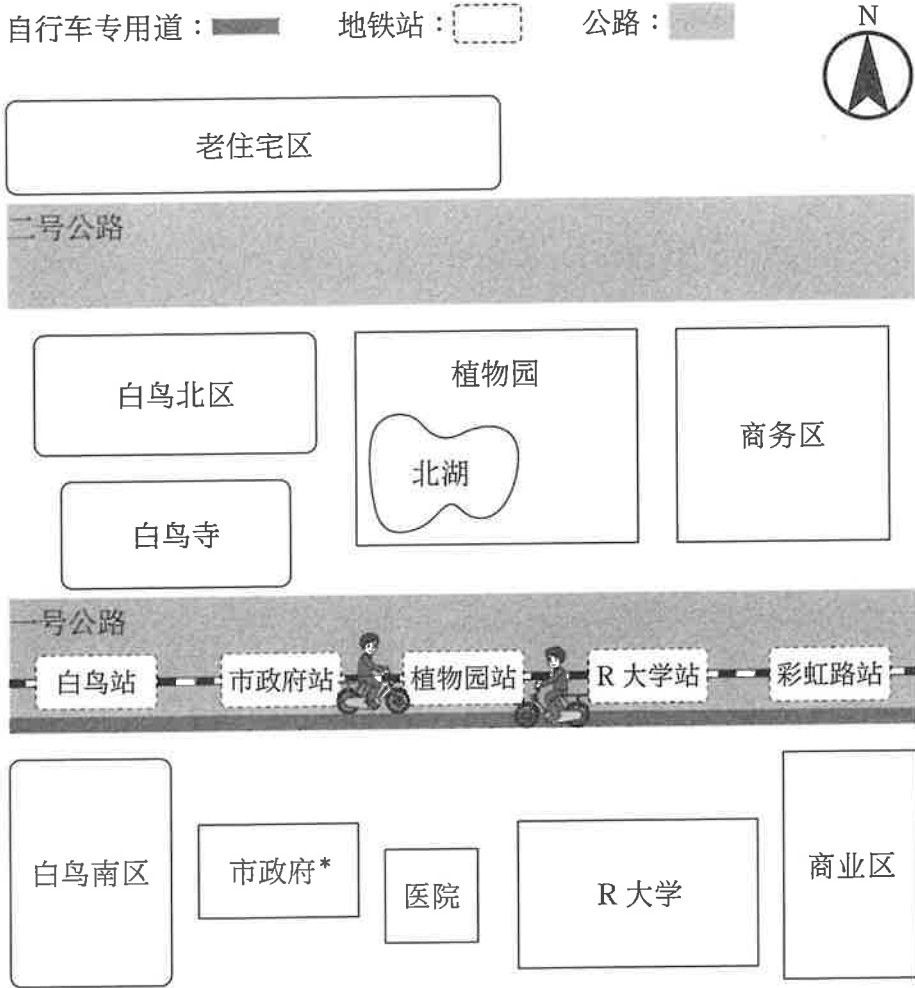 自行车专用道： 地铁站： 公路：
N
老住宅区
二号公路
白鸟北区
植物园
商务区
北湖
白鸟寺
一号公路
白鸟站 市政府站 植物园站 R 大学站 彩虹路站
白鸟南区
市政府*
医院
R 大学
商业区